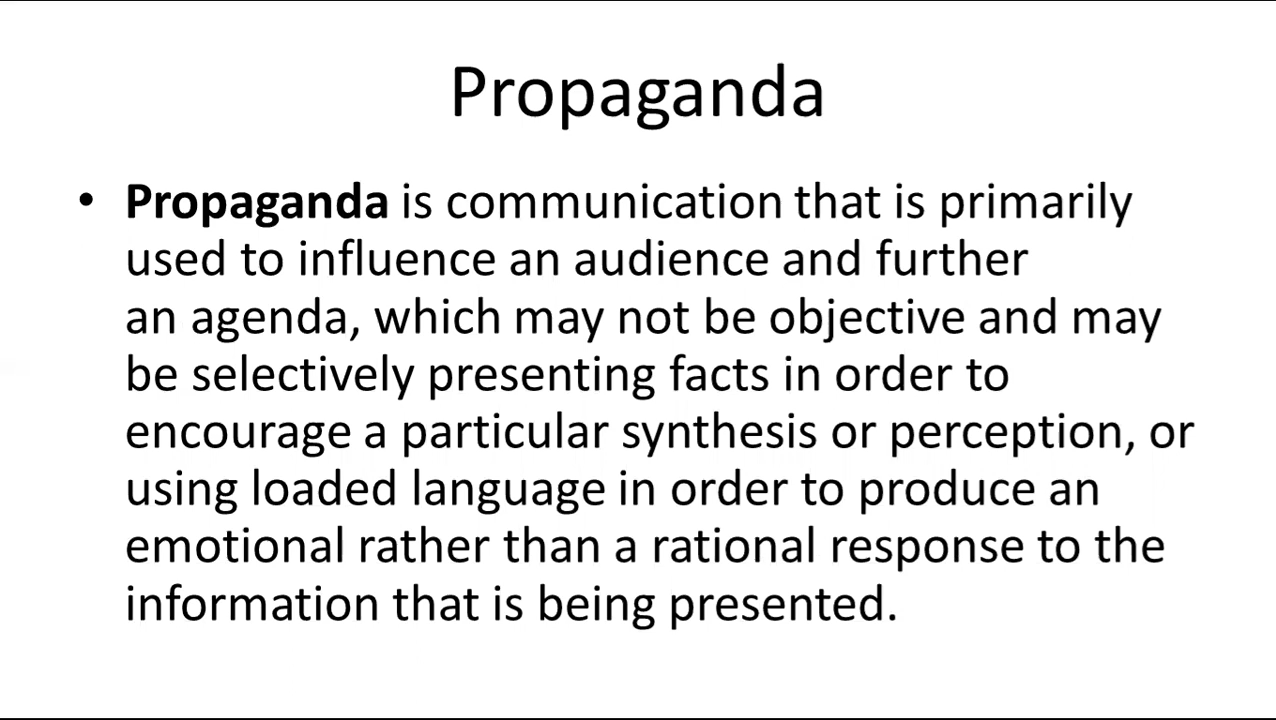 Propaganda
• Propaganda is communication that is primarily
used to influence an audience and further
an agenda, which may not be objective and may
be selectively presenting facts in order to
encourage a particular synthesis or perception, or
using loaded language in order to produce an
emotional rather than a rational response to the
information that is being presented.